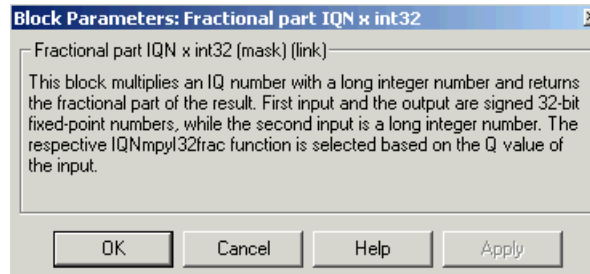 Block Parameters: Fractional part IQN x int32
Fractional part IQN x int32 (mask) (link)
This block multiplies an IQ number with a long integer number and returns
the fractional part of the result. First input and the output are signed 32-bit
fixed-point numbers, while the second input is a long integer number. The
respective IQNmpyI32frac function is selected based on the Q value of
the input.
OK Cancel Help Apply